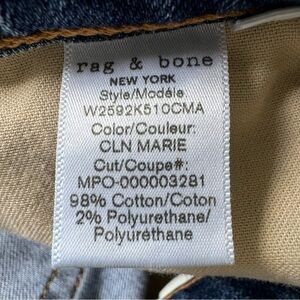 rag & bone
NEW YORK
Style/Modèle
W2592K510CMA
Color/Couleur:
CLN MARIE
Cut/Coupe#:
MPO-000003281
98% Cotton/Coton
2% Polyurethane/
Polyuréthane